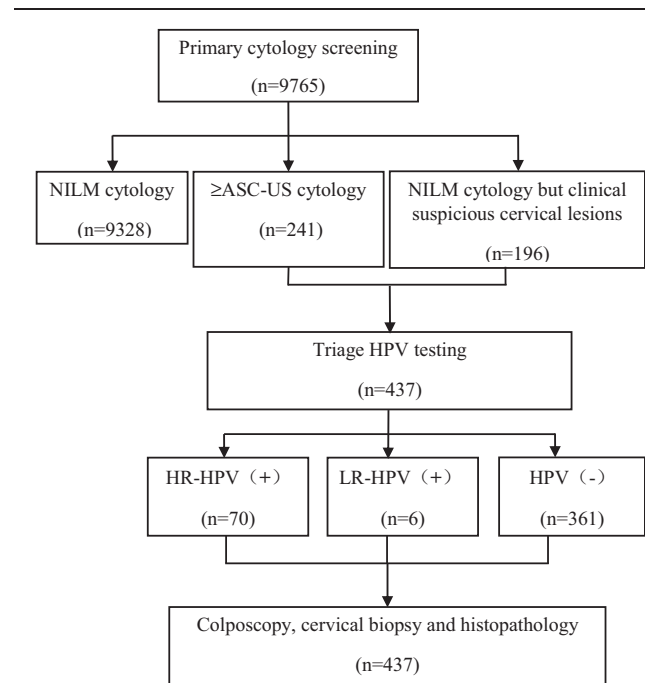 Primary cytology screening
(n=9765)
NILM cytology
(n=9328)
≥ASC-US cytology
(n=241)
NILM cytology but clinical
suspicious cervical lesions
(n=196)
Triage HPV testing
(n=437)
HR-HPV（+）
(n=70)
LR-HPV（+）
(n=6)
HPV（-）
(n=361)
Colposcopy, cervical biopsy and histopathology
(n=437)